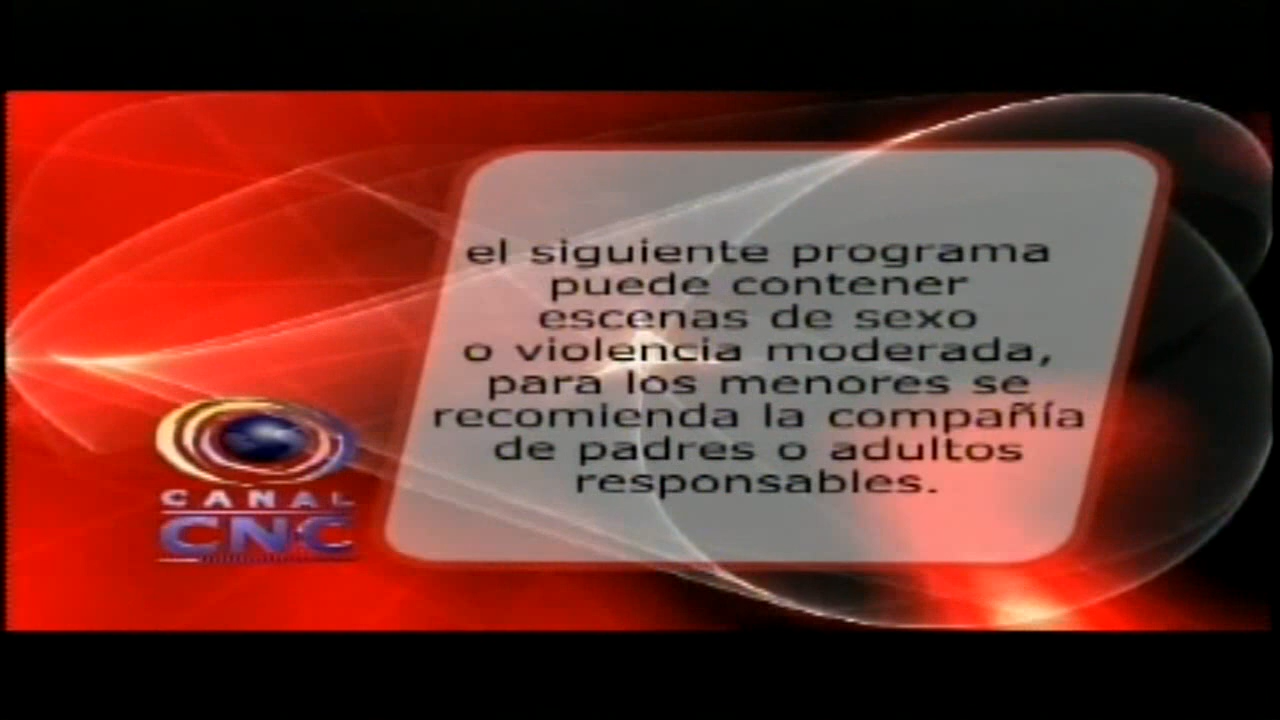 el siguiente programa
puede contener
escenas de sexo
o violencia moderada,
para los menores se
recomienda la compañía
de padres o adultos
responsables.
CANAL
CNC